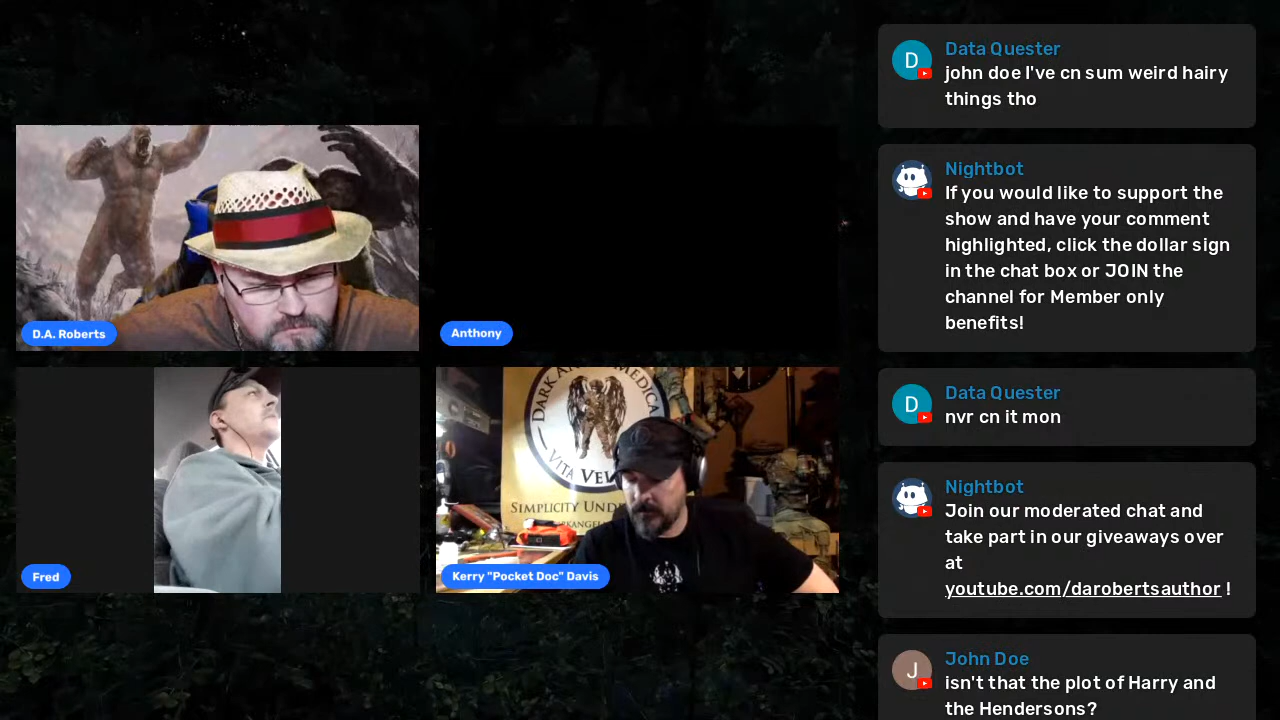 Data Quester
john doe I've cn sum weird hairy
things tho
Nightbot
If you would like to support the
show and have your comment
highlighted, click the dollar sign
in the chat box or JOIN the
channel for Member only
benefits!
Data Quester
nvr cn it mon
Nightbot
Join our moderated chat and
take part in our giveaways over
at
youtube.com/darobertsauthor !
John Doe
isn't that the plot of Harry and
the Hendersons?
D.A. Roberts
Anthony
Fred
Kerry "Pocket Doc" Davis
DARK
MEDICA
VITA
SIMPLICITY UND
D
D
J